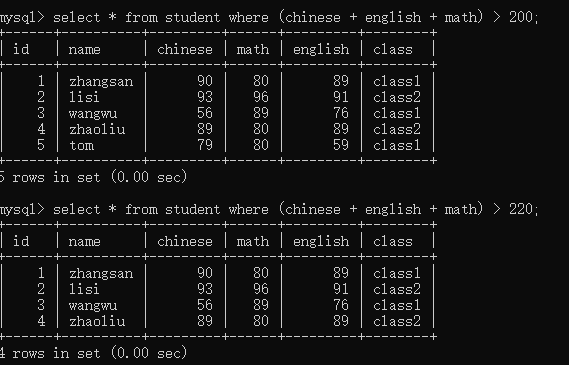 mysql> select * from student where (chinese + english + math) > 200;
+------+----------+---------+------+---------+--------+
| id   | name     | chinese | math | english | class  |
+------+----------+---------+------+---------+--------+
|    1 | zhangsan |      90 |   80 |      89 | class1 |
|    2 | lisi     |      93 |   96 |      91 | class2 |
|    3 | wangwu   |      56 |   89 |      76 | class1 |
|    4 | zhaoliu  |      89 |   80 |      89 | class2 |
|    5 | tom      |      79 |   80 |      59 | class1 |
+------+----------+---------+------+---------+--------+
5 rows in set (0.00 sec)
mysql> select * from student where (chinese + english + math) > 220;
+------+----------+---------+------+---------+--------+
| id   | name     | chinese | math | english | class  |
+------+----------+---------+------+---------+--------+
|    1 | zhangsan |      90 |   80 |      89 | class1 |
|    2 | lisi     |      93 |   96 |      91 | class2 |
|    3 | wangwu   |      56 |   89 |      76 | class1 |
|    4 | zhaoliu  |      89 |   80 |      89 | class2 |
+------+----------+---------+------+---------+--------+
4 rows in set (0.00 sec)